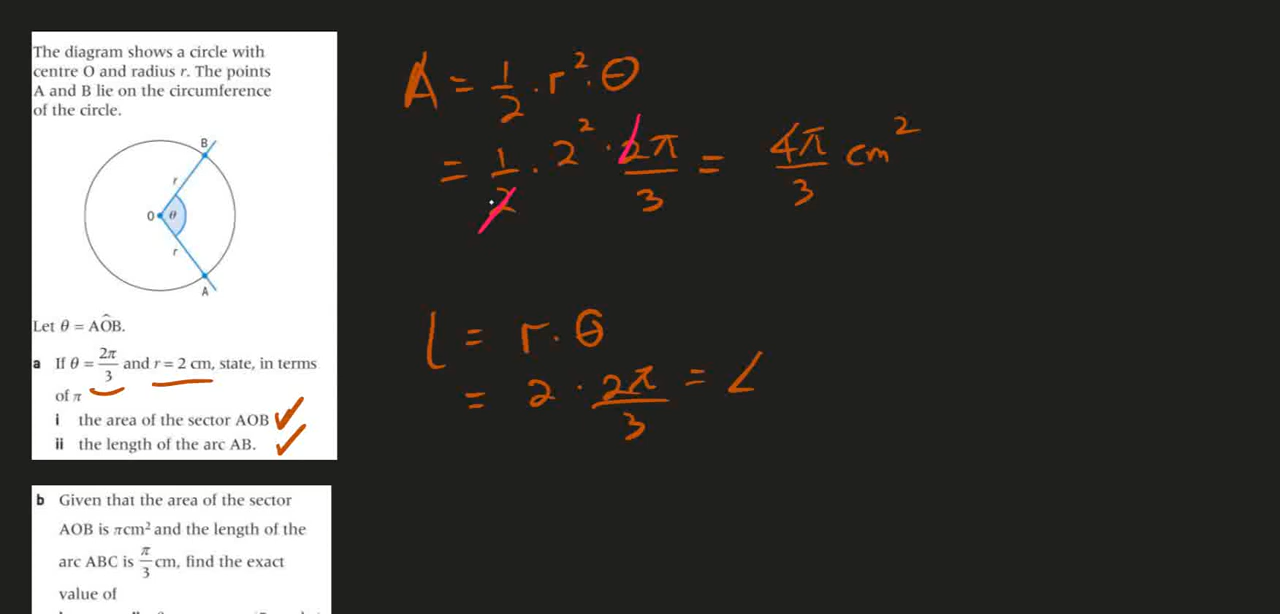 The diagram shows a circle with
centre O and radius r. The points
A and B lie on the circumference
of the circle.
B
r
O
θ
r
A
Let θ = AÔB.
a If θ = 2π/3 and r = 2 cm, state, in terms
of π
i the area of the sector AOB
ii the length of the arc AB.
b Given that the area of the sector
AOB is πcm² and the length of the
arc ABC is π/3 cm, find the exact
value of
A = 1/2 · r² · θ
= 1/2 · 2² · 2π/3 = 4π/3 cm²
l = r · θ
= 2 · 2π/3 =